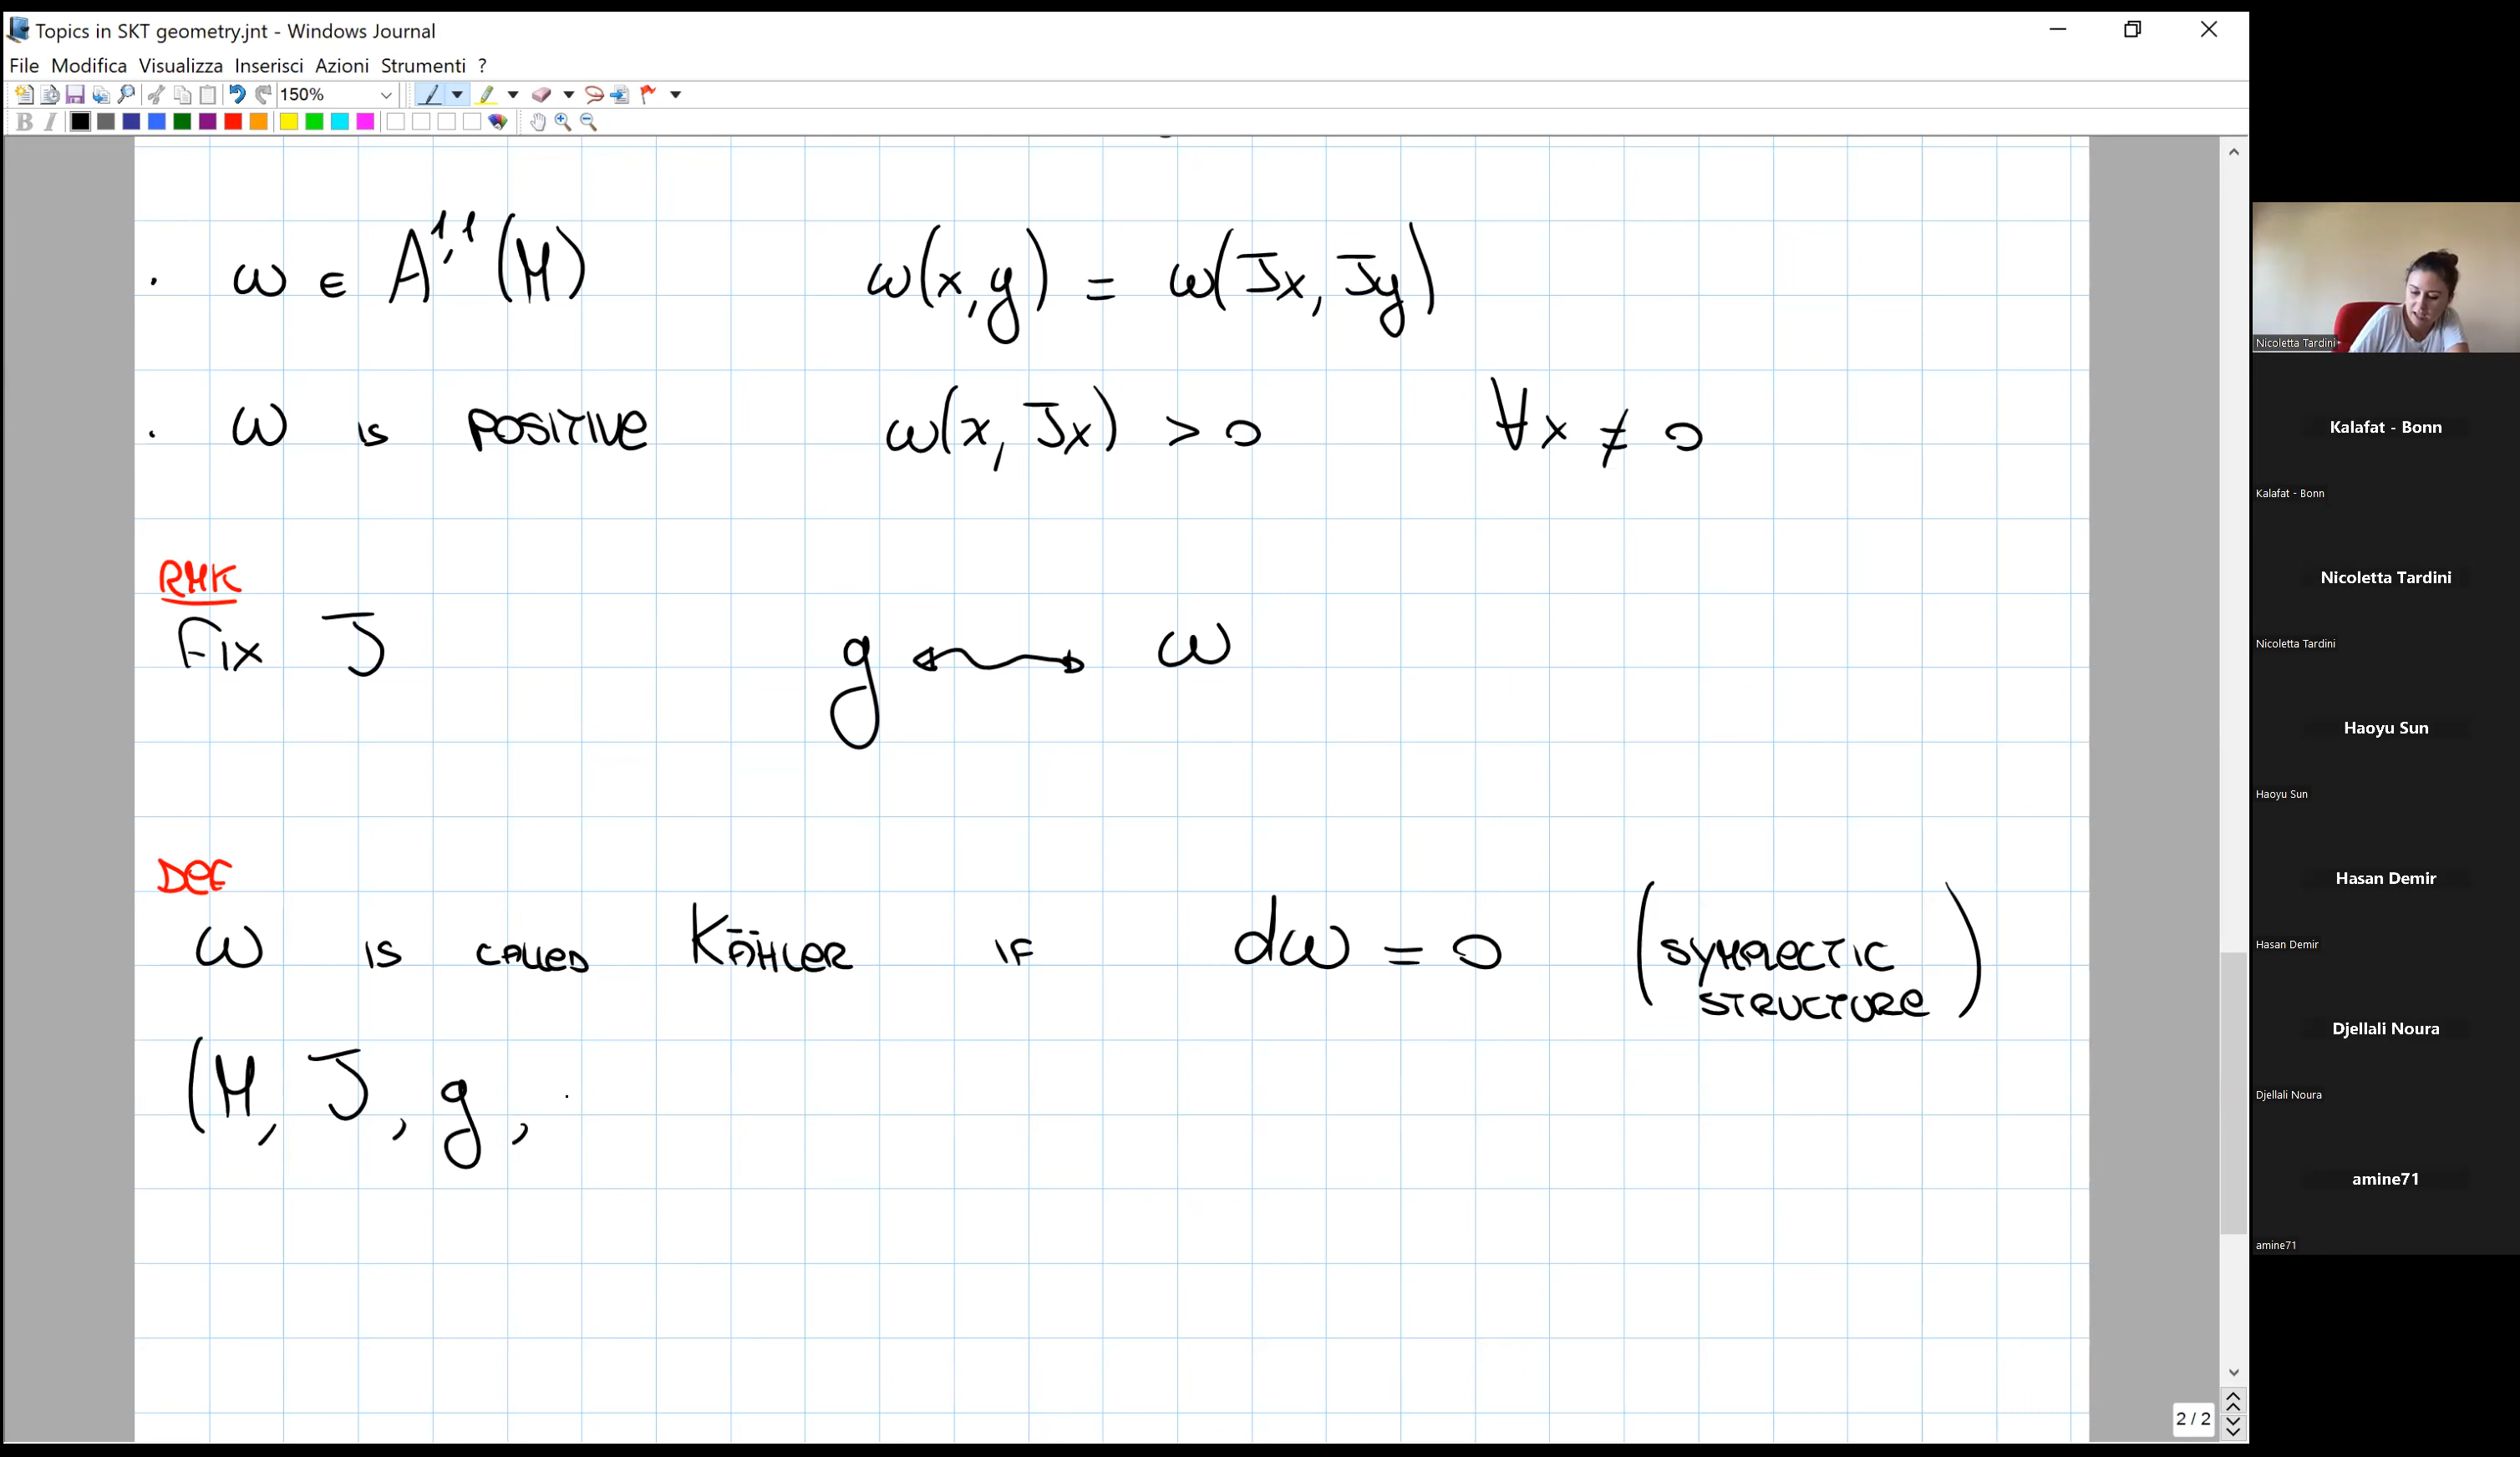 Topics in SKT geometry.jnt - Windows Journal
File Modifica Visualizza Inserisci Azioni Strumenti ?
150%
B I
· ω ∈ A^{1,1}(M) ω(x,y) = ω(Jx, Jy)
· ω is POSITIVE ω(x, Jx) > 0 ∀x ≠ 0
RMK
Fix J g ↔ ω
DEF
ω is CALLED KÄHLER IF dω = 0 (SYMPLECTIC STRUCTURE)
(M, J, g,
2 / 2
Nicoletta Tardini
Kalafat - Bonn
Kalafat - Bonn
Nicoletta Tardini
Nicoletta Tardini
Haoyu Sun
Haoyu Sun
Hasan Demir
Hasan Demir
Djellali Noura
Djellali Noura
amine71
amine71